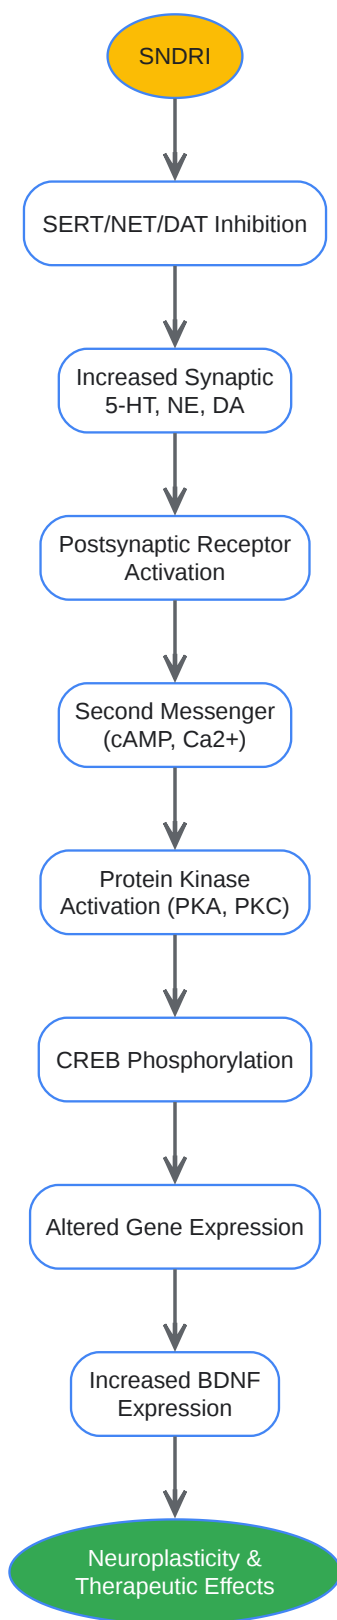 SNDRI
SERT/NET/DAT Inhibition
Increased Synaptic
5-HT, NE, DA
Postsynaptic Receptor
Activation
Second Messenger
(cAMP, Ca2+)
Protein Kinase
Activation (PKA, PKC)
CREB Phosphorylation
Altered Gene Expression
Increased BDNF
Expression
Neuroplasticity &
Therapeutic Effects